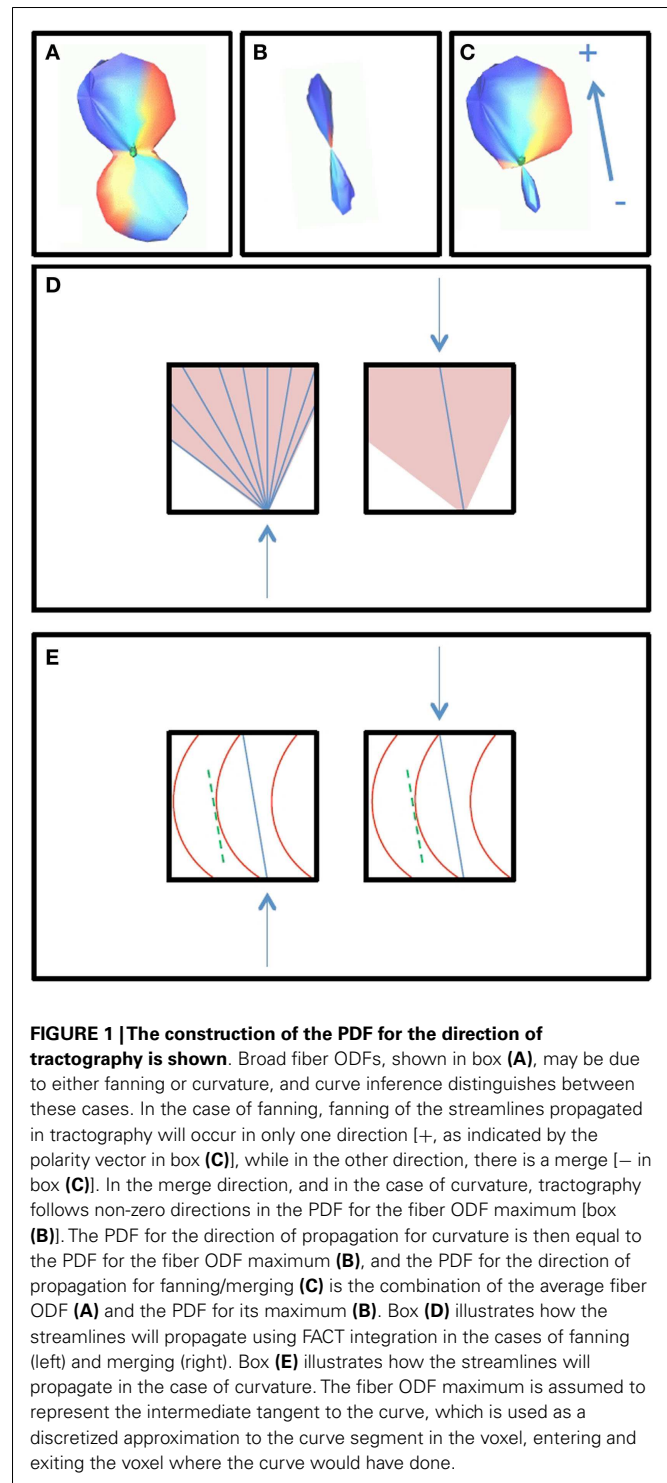 A
B
C
+
-
D
E
FIGURE 1 | The construction of the PDF for the direction of
tractography is shown. Broad fiber ODFs, shown in box (A), may be due
to either fanning or curvature, and curve inference distinguishes between
these cases. In the case of fanning, fanning of the streamlines propagated
in tractography will occur in only one direction [+, as indicated by the
polarity vector in box (C)], while in the other direction, there is a merge [− in
box (C)]. In the merge direction, and in the case of curvature, tractography
follows non-zero directions in the PDF for the fiber ODF maximum [box
(B)]. The PDF for the direction of propagation for curvature is then equal to
the PDF for the fiber ODF maximum (B), and the PDF for the direction of
propagation for fanning/merging (C) is the combination of the average fiber
ODF (A) and the PDF for its maximum (B). Box (D) illustrates how the
streamlines will propagate using FACT integration in the cases of fanning
(left) and merging (right). Box (E) illustrates how the streamlines will
propagate in the case of curvature. The fiber ODF maximum is assumed to
represent the intermediate tangent to the curve, which is used as a
discretized approximation to the curve segment in the voxel, entering and
exiting the voxel where the curve would have done.